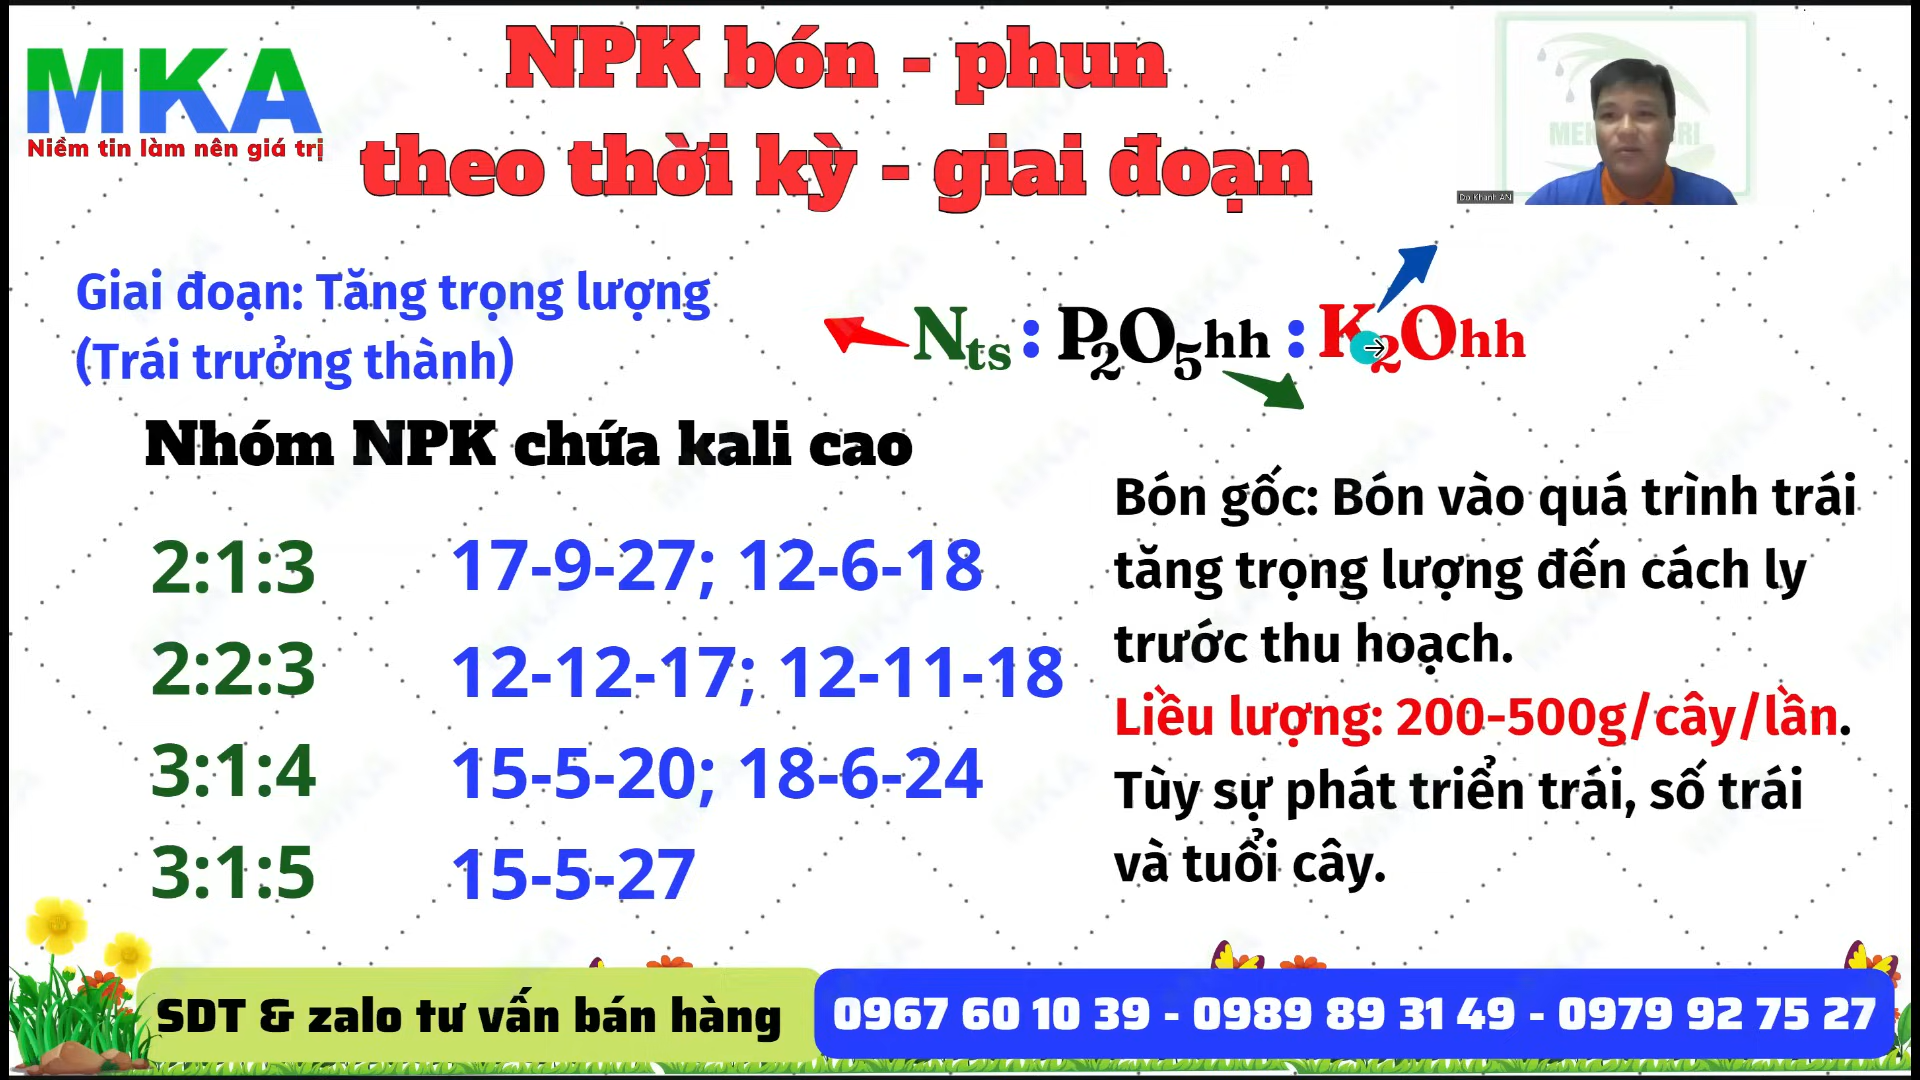 MKA
Niềm tin làm nên giá trị
NPK bón - phun
theo thời kỳ - giai đoạn
Do Khanh AN
Giai đoạn: Tăng trọng lượng
(Trái trưởng thành)
Nts : P2O5hh : K2Ohh
Nhóm NPK chứa kali cao
2:1:3 17-9-27; 12-6-18
2:2:3 12-12-17; 12-11-18
3:1:4 15-5-20; 18-6-24
3:1:5 15-5-27
Bón gốc: Bón vào quá trình trái
tăng trọng lượng đến cách ly
trước thu hoạch.
Liều lượng: 200-500g/cây/lần.
Tùy sự phát triển trái, số trái
và tuổi cây.
SDT & zalo tư vấn bán hàng
0967 60 10 39 - 0989 89 31 49 - 0979 92 75 27